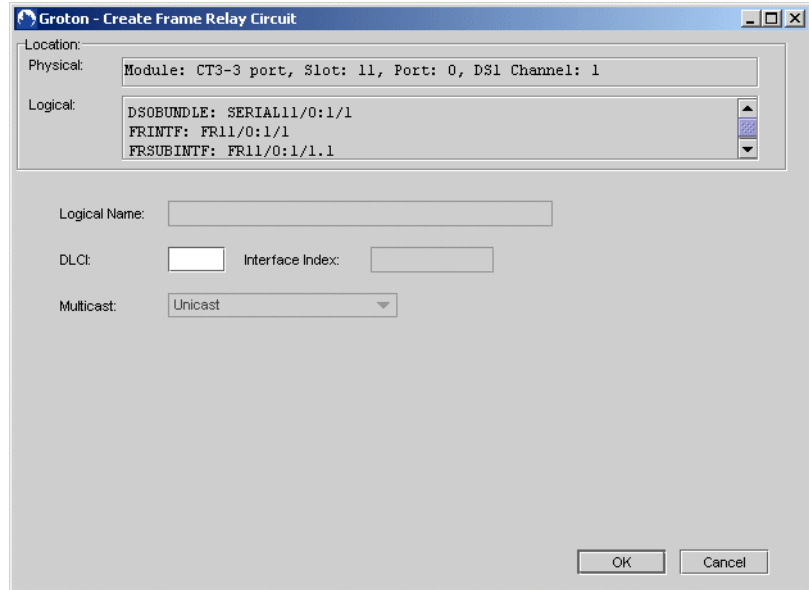 Groton - Create Frame Relay Circuit
Location:
Physical:
Module: CT3-3 port, Slot: 11, Port: 0, DS1 Channel: 1
Logical:
DS0BUNDLE: SERIAL11/0:1/1
FRINTF: FR11/0:1/1
FRSUBINTF: FR11/0:1/1.1
Logical Name:
DLCI:
Interface Index:
Multicast:
Unicast
OK
Cancel